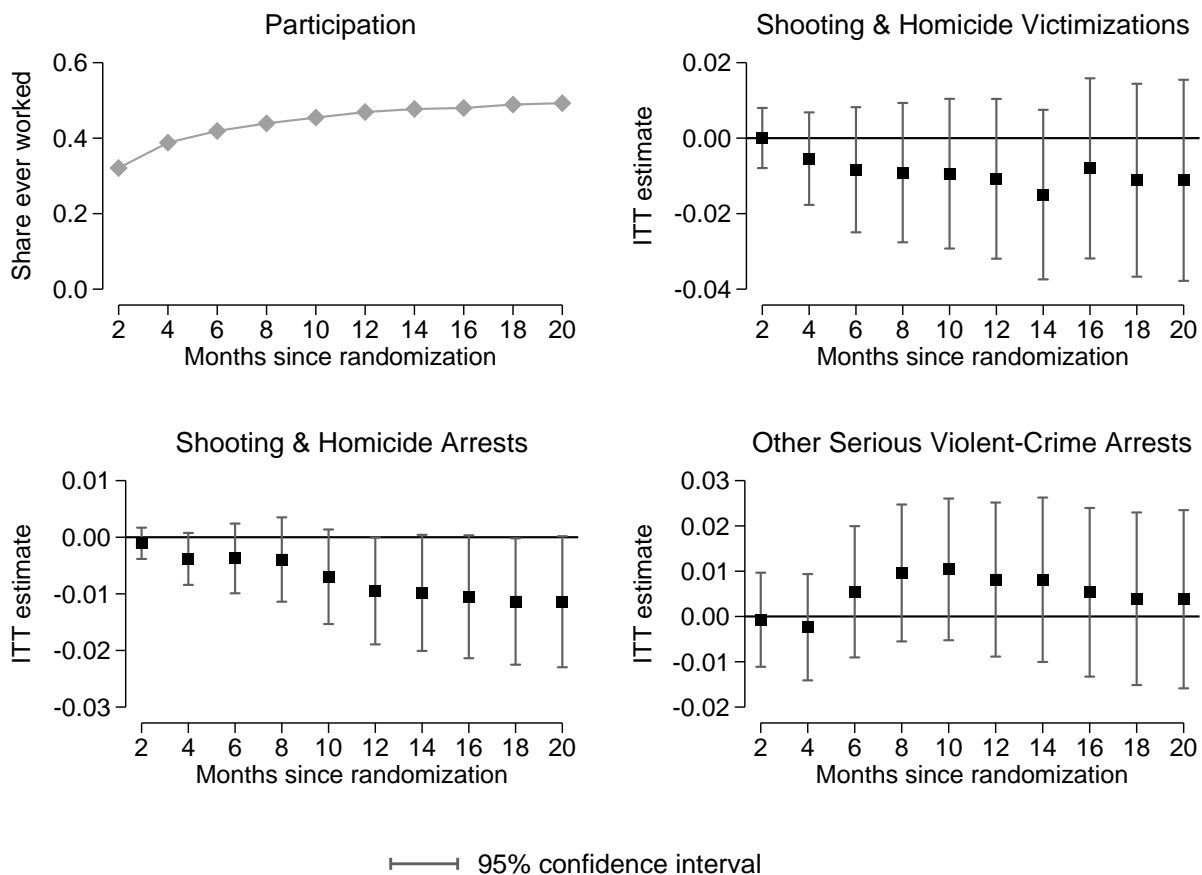 Participation
Share ever worked
0.6
0.4
0.2
0.0
2 4 6 8 10 12 14 16 18 20
Months since randomization
Shooting & Homicide Victimizations
ITT estimate
0.02
0.00
-0.02
-0.04
2 4 6 8 10 12 14 16 18 20
Months since randomization
Shooting & Homicide Arrests
ITT estimate
0.01
0.00
-0.01
-0.02
-0.03
2 4 6 8 10 12 14 16 18 20
Months since randomization
Other Serious Violent-Crime Arrests
ITT estimate
0.03
0.02
0.01
0.00
-0.01
-0.02
2 4 6 8 10 12 14 16 18 20
Months since randomization
95% confidence interval